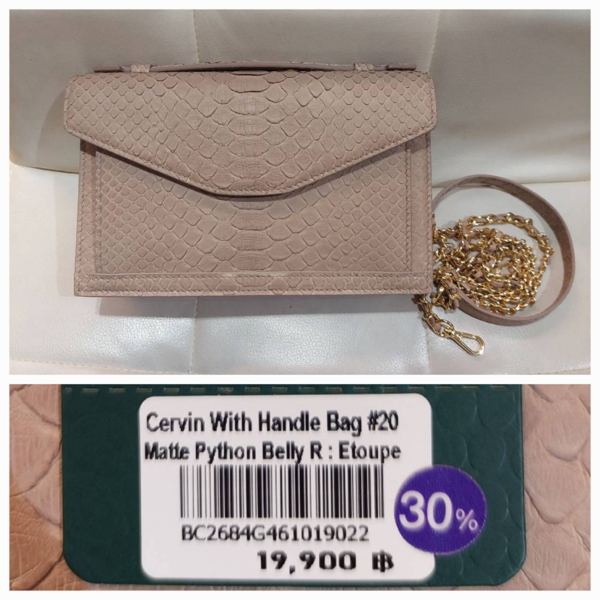 Cervin With Handle Bag #20
Matte Python Belly R : Etoupe
BC2684G461019022
30%
19,900 ฿